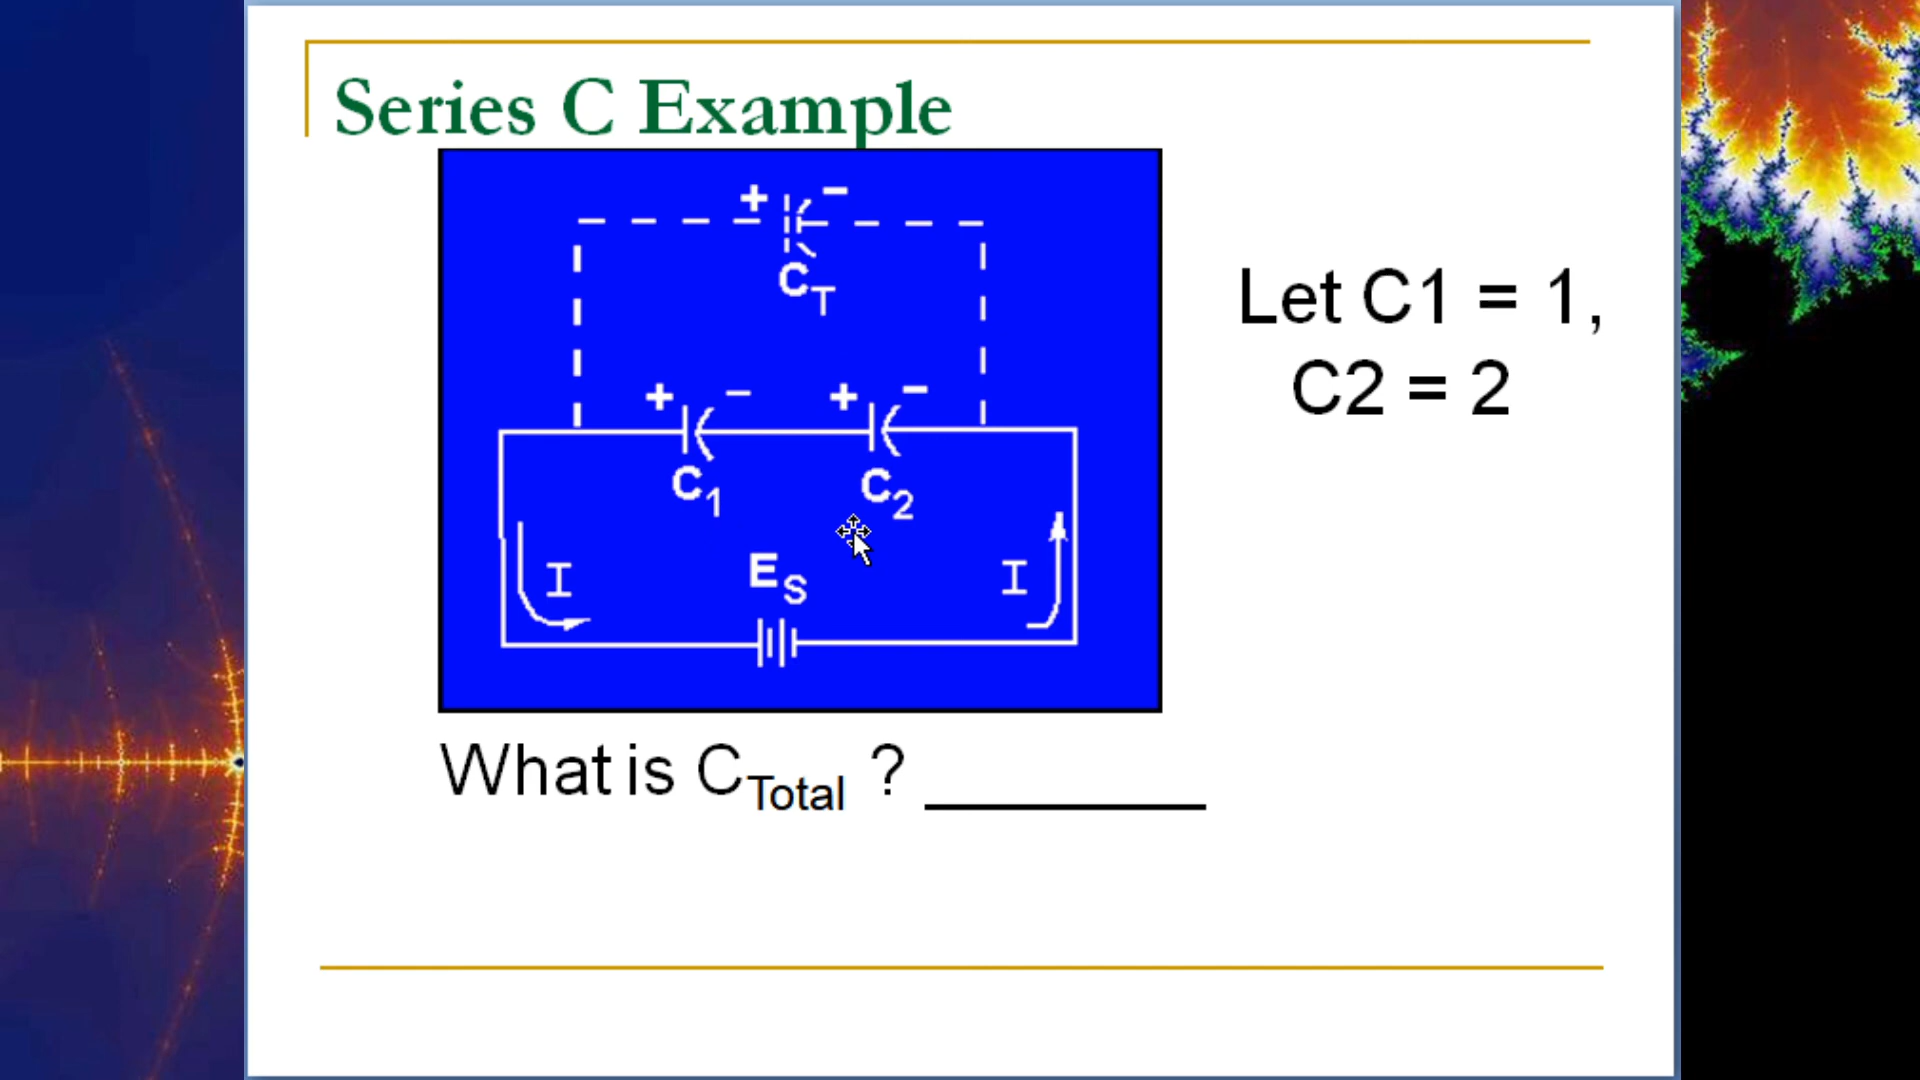 Series C Example
+ −
C_T
+ − + −
C_1 C_2
I E_S I
Let C1 = 1,
C2 = 2
What is C_Total ? ________